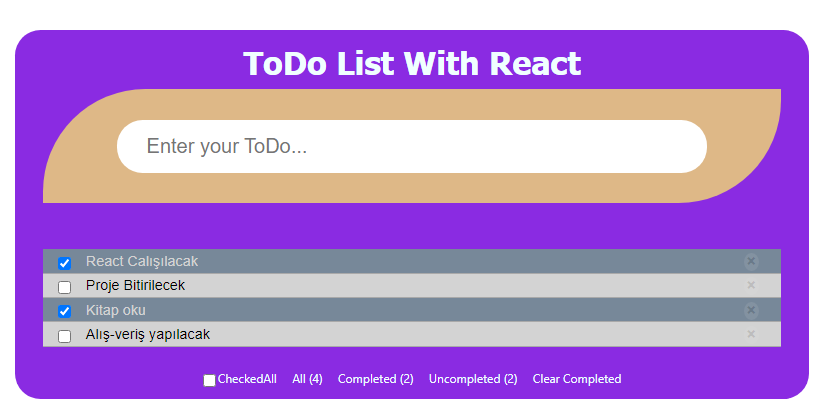 ToDo List With React
Enter your ToDo...
React Calışılacak ×
Proje Bitirilecek ×
Kitap oku ×
Alış-veriş yapılacak ×
CheckedAll All (4) Completed (2) Uncompleted (2) Clear Completed